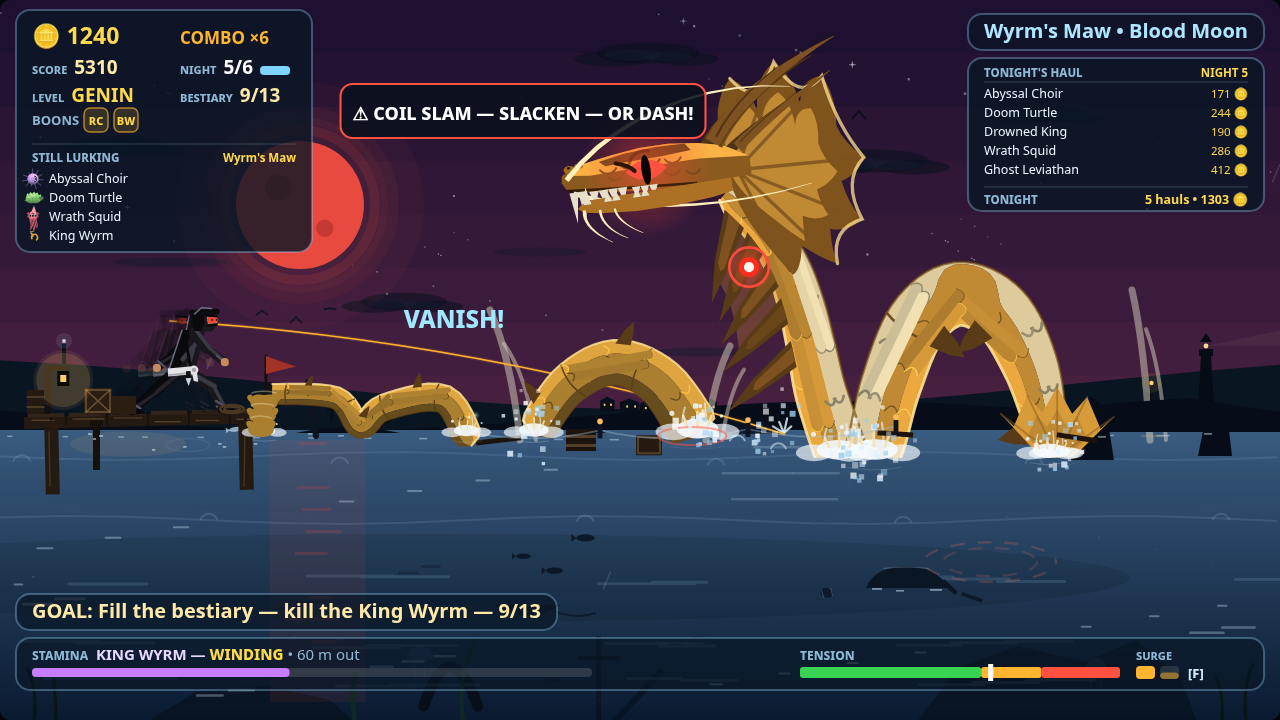 🪙 1240 COMBO ×6
SCORE 5310 NIGHT 5/6
LEVEL GENIN BESTIARY 9/13
BOONS RC BW
STILL LURKING Wyrm's Maw
Abyssal Choir
Doom Turtle
Wrath Squid
King Wyrm
⚠ COIL SLAM — SLACKEN — OR DASH!
Wyrm's Maw • Blood Moon
TONIGHT'S HAUL NIGHT 5
Abyssal Choir 171 🪙
Doom Turtle 244 🪙
Drowned King 190 🪙
Wrath Squid 286 🪙
Ghost Leviathan 412 🪙
TONIGHT 5 hauls • 1303 🪙
VANISH!
GOAL: Fill the bestiary — kill the King Wyrm — 9/13
STAMINA KING WYRM — WINDING • 60 m out
TENSION
SURGE
[F]